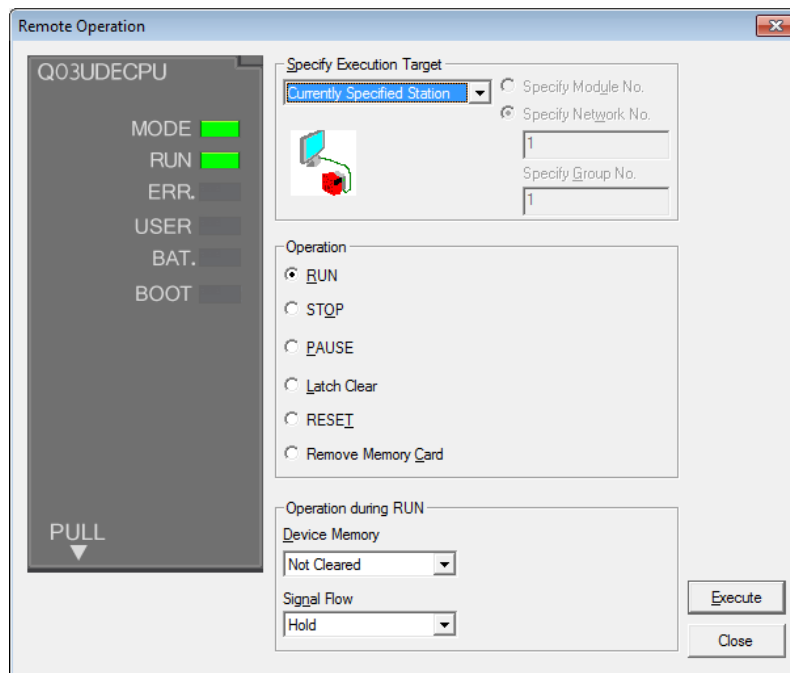 Remote Operation
Q03UDECPU
MODE
RUN
ERR.
USER
BAT.
BOOT
PULL
Specify Execution Target
Currently Specified Station
Specify Module No.
Specify Network No.
1
Specify Group No.
1
Operation
RUN
STOP
PAUSE
Latch Clear
RESET
Remove Memory Card
Operation during RUN
Device Memory
Not Cleared
Signal Flow
Hold
Execute
Close